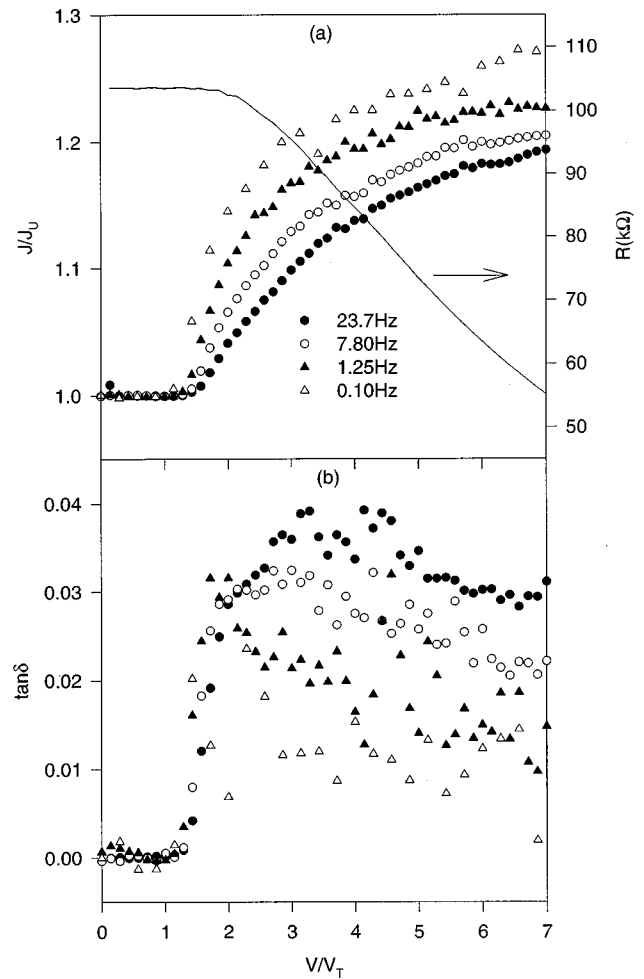 (a)
1.3
1.2
1.1
1.0
J/J_U
110
100
90
80
70
60
50
R(kΩ)
● 23.7Hz
○ 7.80Hz
▲ 1.25Hz
△ 0.10Hz
(b)
0.04
0.03
0.02
0.01
0.00
tanδ
0 1 2 3 4 5 6 7
V/V_T